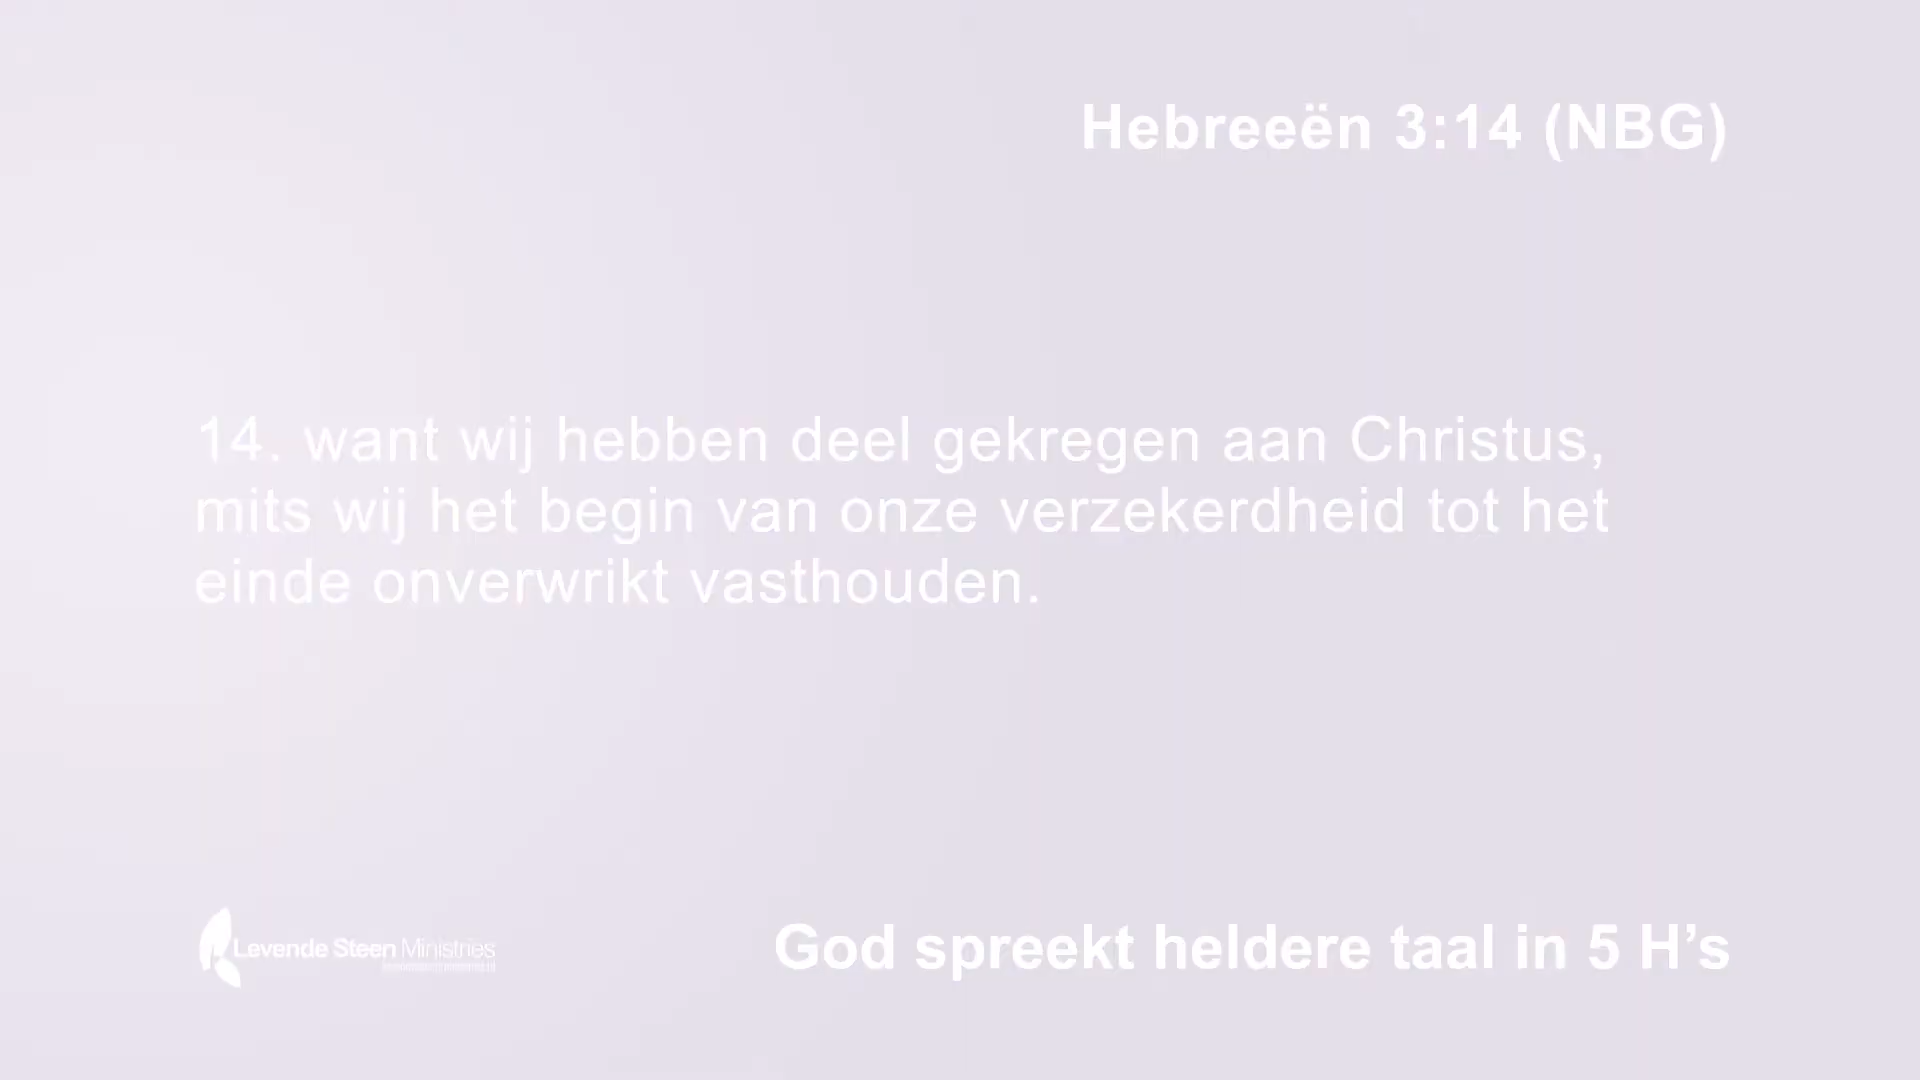 Hebreeën 3:14 (NBG)
14. want wij hebben deel gekregen aan Christus,
mits wij het begin van onze verzekerdheid tot het
einde onverwrikt vasthouden.
Levende Steen Ministries
God spreekt heldere taal in 5 H’s